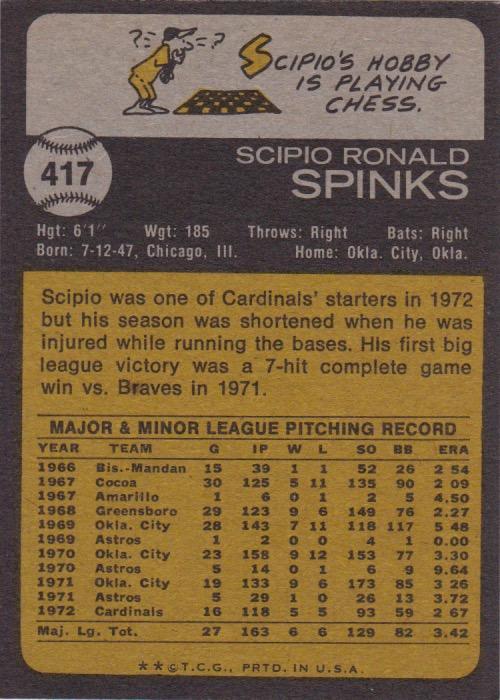 ?= =?
SCIPIO'S HOBBY
IS PLAYING
CHESS.
417
SCIPIO RONALD
SPINKS
Hgt: 6'1" Wgt: 185 Throws: Right Bats: Right
Born: 7-12-47, Chicago, Ill. Home: Okla. City, Okla.
Scipio was one of Cardinals' starters in 1972
but his season was shortened when he was
injured while running the bases. His first big
league victory was a 7-hit complete game
win vs. Braves in 1971.
MAJOR & MINOR LEAGUE PITCHING RECORD
YEAR TEAM G IP W L SO BB ERA
1966 Bis.-Mandan 15 39 1 1 52 26 2 54
1967 Cocoa 30 125 5 11 135 90 2 09
1967 Amarillo 1 6 0 1 2 5 4.50
1968 Greensboro 29 123 9 6 149 76 2.27
1969 Okla. City 28 143 7 11 118 117 5 48
1969 Astros 1 2 0 0 4 1 0.00
1970 Okla. City 23 158 9 12 153 77 3.30
1970 Astros 5 14 0 1 6 9 9.64
1971 Okla. City 19 133 9 6 173 85 3 26
1971 Astros 5 29 1 0 26 13 3.72
1972 Cardinals 16 118 5 5 93 59 2 67
Maj. Lg. Tot. 27 163 6 6 129 82 3.42
**©T.C.G., PRTD. IN U.S.A.